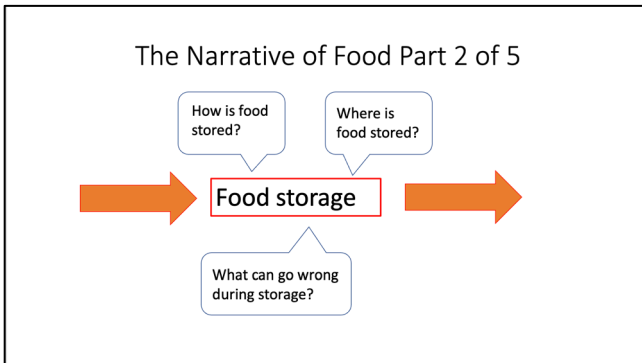 The Narrative of Food Part 2 of 5
How is food
stored?
Where is
food stored?
Food storage
What can go wrong
during storage?